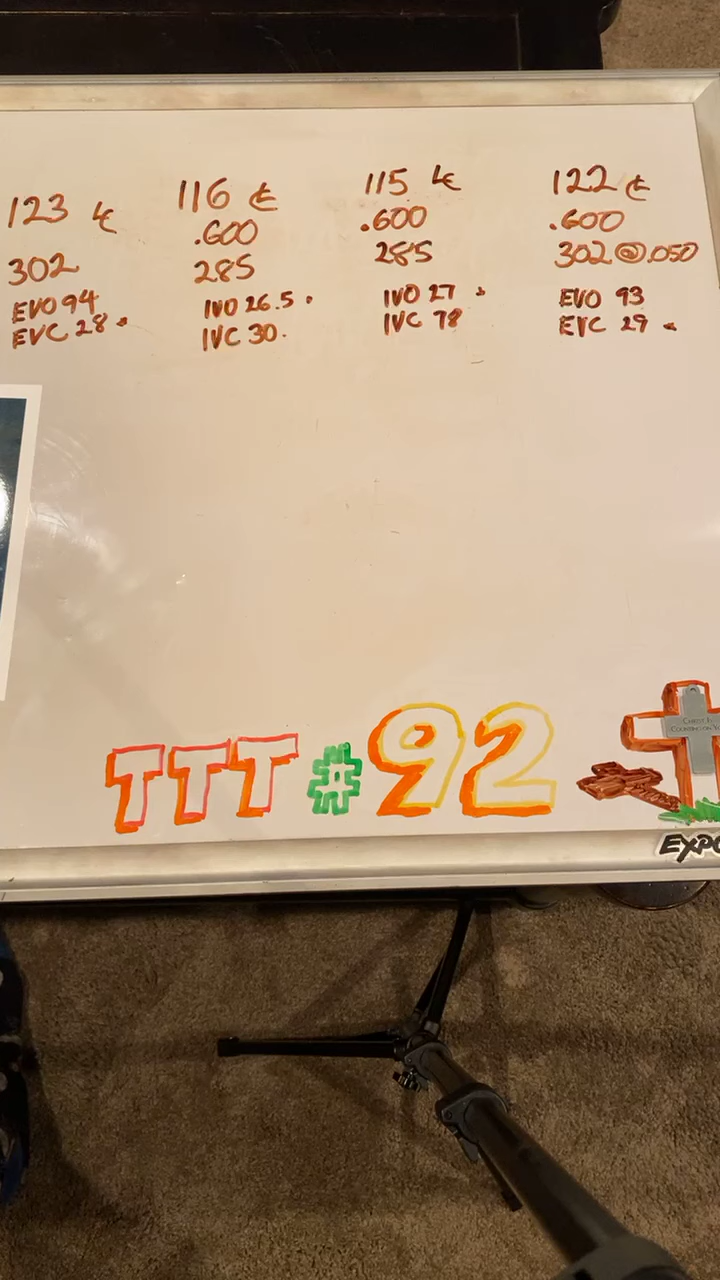 123 ℄
302
EVO 94
EVC 28.
116 ℄
.600
285
IVO 26.5.
IVC 30.
115 ℄
.600
285
IVO 27.
IVC 78
122 ℄
.600
302@.050
EVO 93
EVC 29.
TTT #92